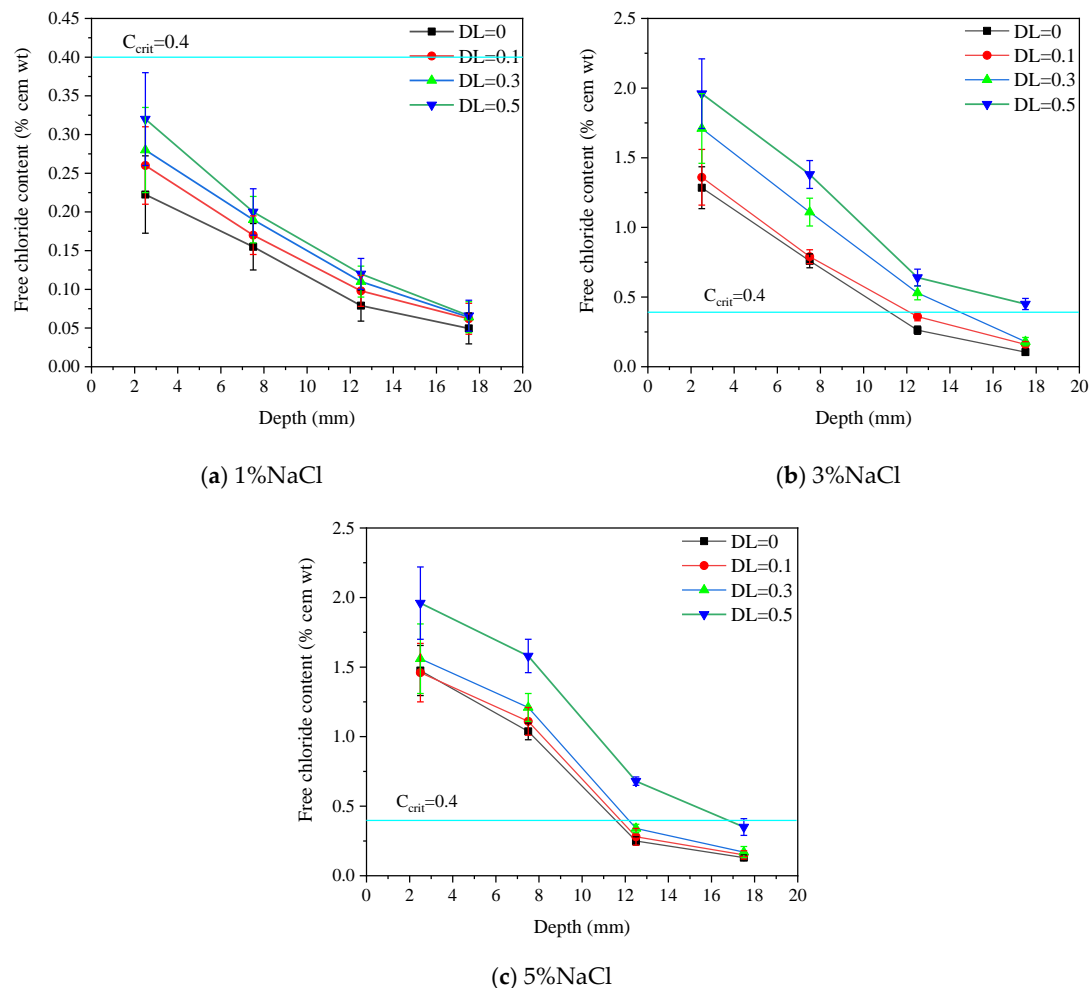 0.45
0.40
0.35
0.30
0.25
0.20
0.15
0.10
0.05
0.00
Free chloride content (% cem wt)
C_crit=0.4
DL=0
DL=0.1
DL=0.3
DL=0.5
0 2 4 6 8 10 12 14 16 18 20
Depth (mm)
(a) 1%NaCl
2.5
2.0
1.5
1.0
0.5
0.0
Free chloride content (% cem wt)
C_crit=0.4
DL=0
DL=0.1
DL=0.3
DL=0.5
0 2 4 6 8 10 12 14 16 18 20
Depth (mm)
(b) 3%NaCl
2.5
2.0
1.5
1.0
0.5
0.0
Free chloride content (% cem wt)
C_crit=0.4
DL=0
DL=0.1
DL=0.3
DL=0.5
0 2 4 6 8 10 12 14 16 18 20
Depth (mm)
(c) 5%NaCl